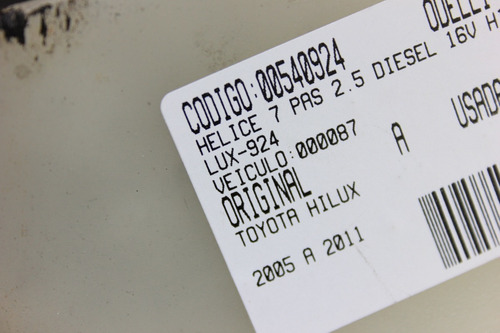 CODIGO:00540924
HELICE 7 PAS 2.5 DIESEL 16V
LUX-924
VEICULO:000087
ORIGINAL A USADA
TOYOTA HILUX
2005 A 2011